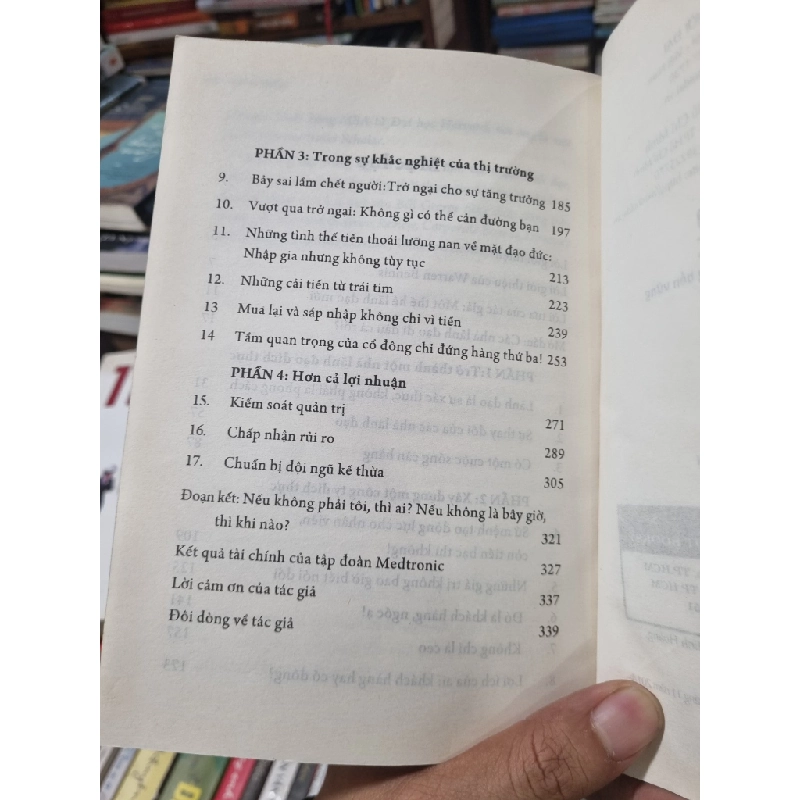 PHẦN 3: Trong sự khắc nghiệt của thị trường
9. Bảy sai lầm chết người: Trở ngại cho sự tăng trưởng 185
10. Vượt qua trở ngại: Không gì có thể cản đường bạn 197
11. Những tình thế tiến thoái lưỡng nan về mặt đạo đức:
Nhập gia nhưng không tùy tục 213
12. Những cải tiến từ trái tim 223
13 Mua lại và sáp nhập không chỉ vì tiền 239
14 Tầm quan trọng của cổ đông chỉ đứng hàng thứ ba! 253
PHẦN 4: Hơn cả lợi nhuận
15. Kiểm soát quản trị 271
16. Chấp nhận rủi ro 289
17. Chuẩn bị đội ngũ kế thừa 305
Đoạn kết: Nếu không phải tôi, thì ai? Nếu không là bây giờ,
thì khi nào? 321
Kết quả tài chính của tập đoàn Medtronic 327
Lời cảm ơn của tác giả 337
Đôi dòng về tác giả 339